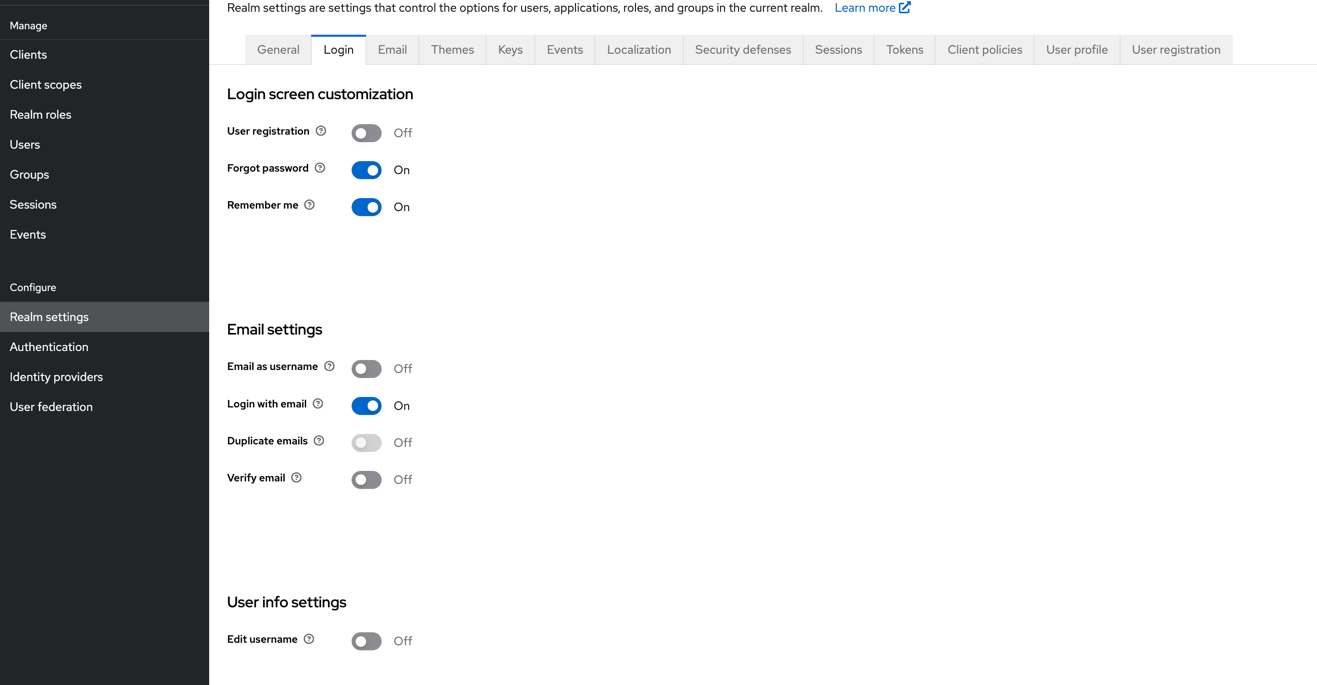 Manage
Clients
Client scopes
Realm roles
Users
Groups
Sessions
Events
Configure
Realm settings
Authentication
Identity providers
User federation
Realm settings are settings that control the options for users, applications, roles, and groups in the current realm. Learn more
General Login Email Themes Keys Events Localization Security defenses Sessions Tokens Client policies User profile User registration
Login screen customization
User registration Off
Forgot password On
Remember me On
Email settings
Email as username Off
Login with email On
Duplicate emails Off
Verify email Off
User info settings
Edit username Off